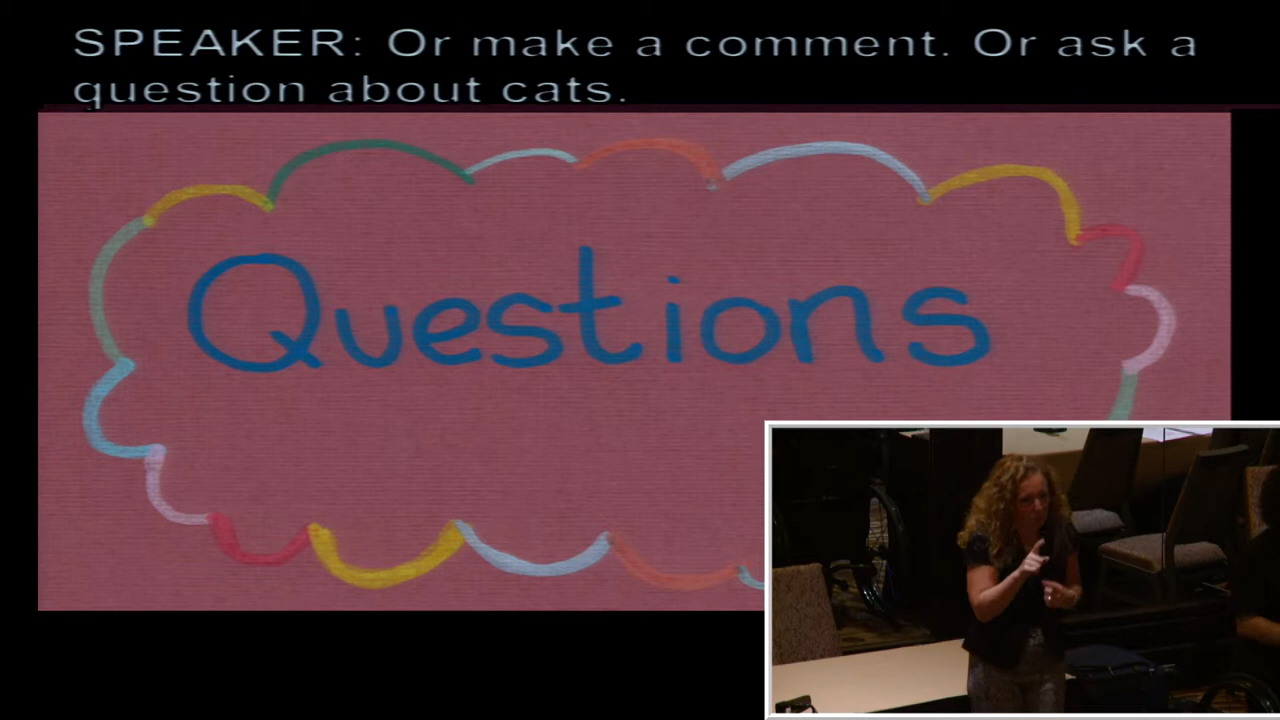 SPEAKER: Or make a comment. Or ask a
question about cats.
Questions